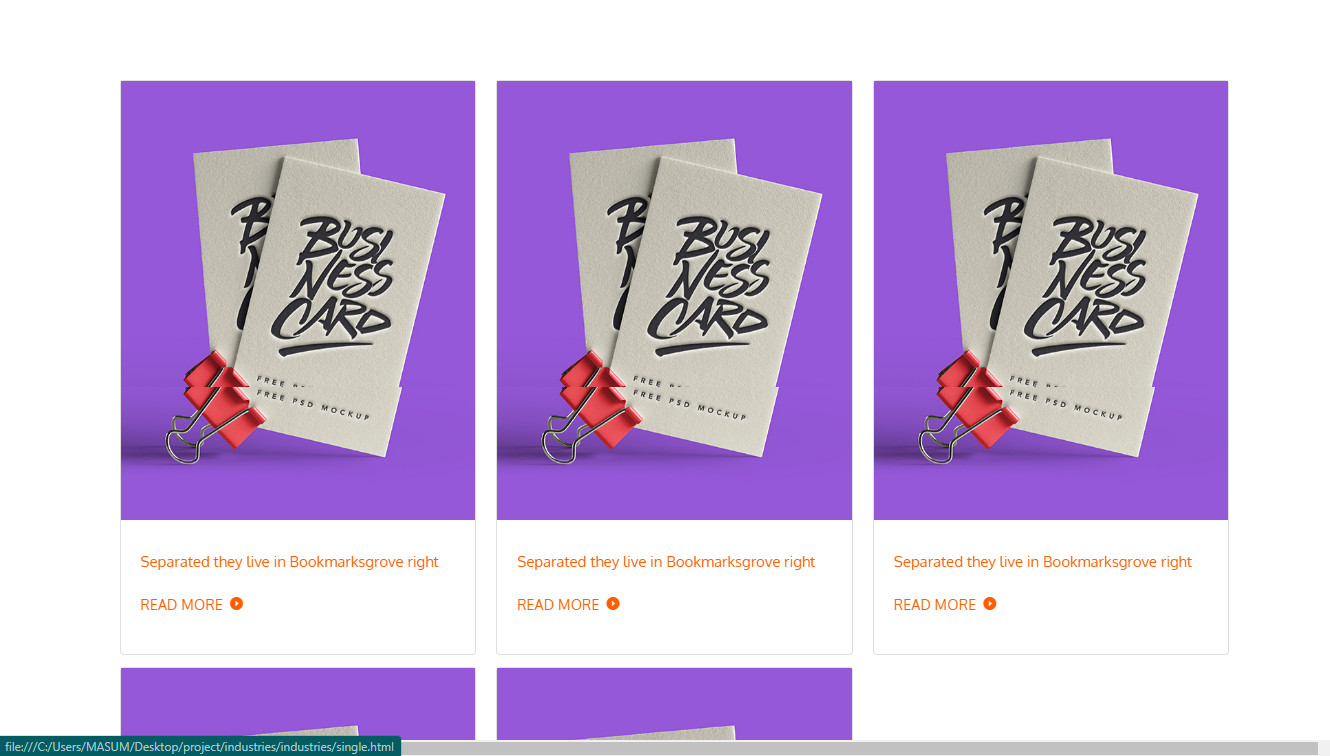 BUSI
NESS
CARD
FREE PSD MOCKUP
Separated they live in Bookmarksgrove right
READ MORE
BUSI
NESS
CARD
FREE PSD MOCKUP
Separated they live in Bookmarksgrove right
READ MORE
BUSI
NESS
CARD
FREE PSD MOCKUP
Separated they live in Bookmarksgrove right
READ MORE
file:///C:/Users/MASUM/Desktop/project/industries/industries/single.html